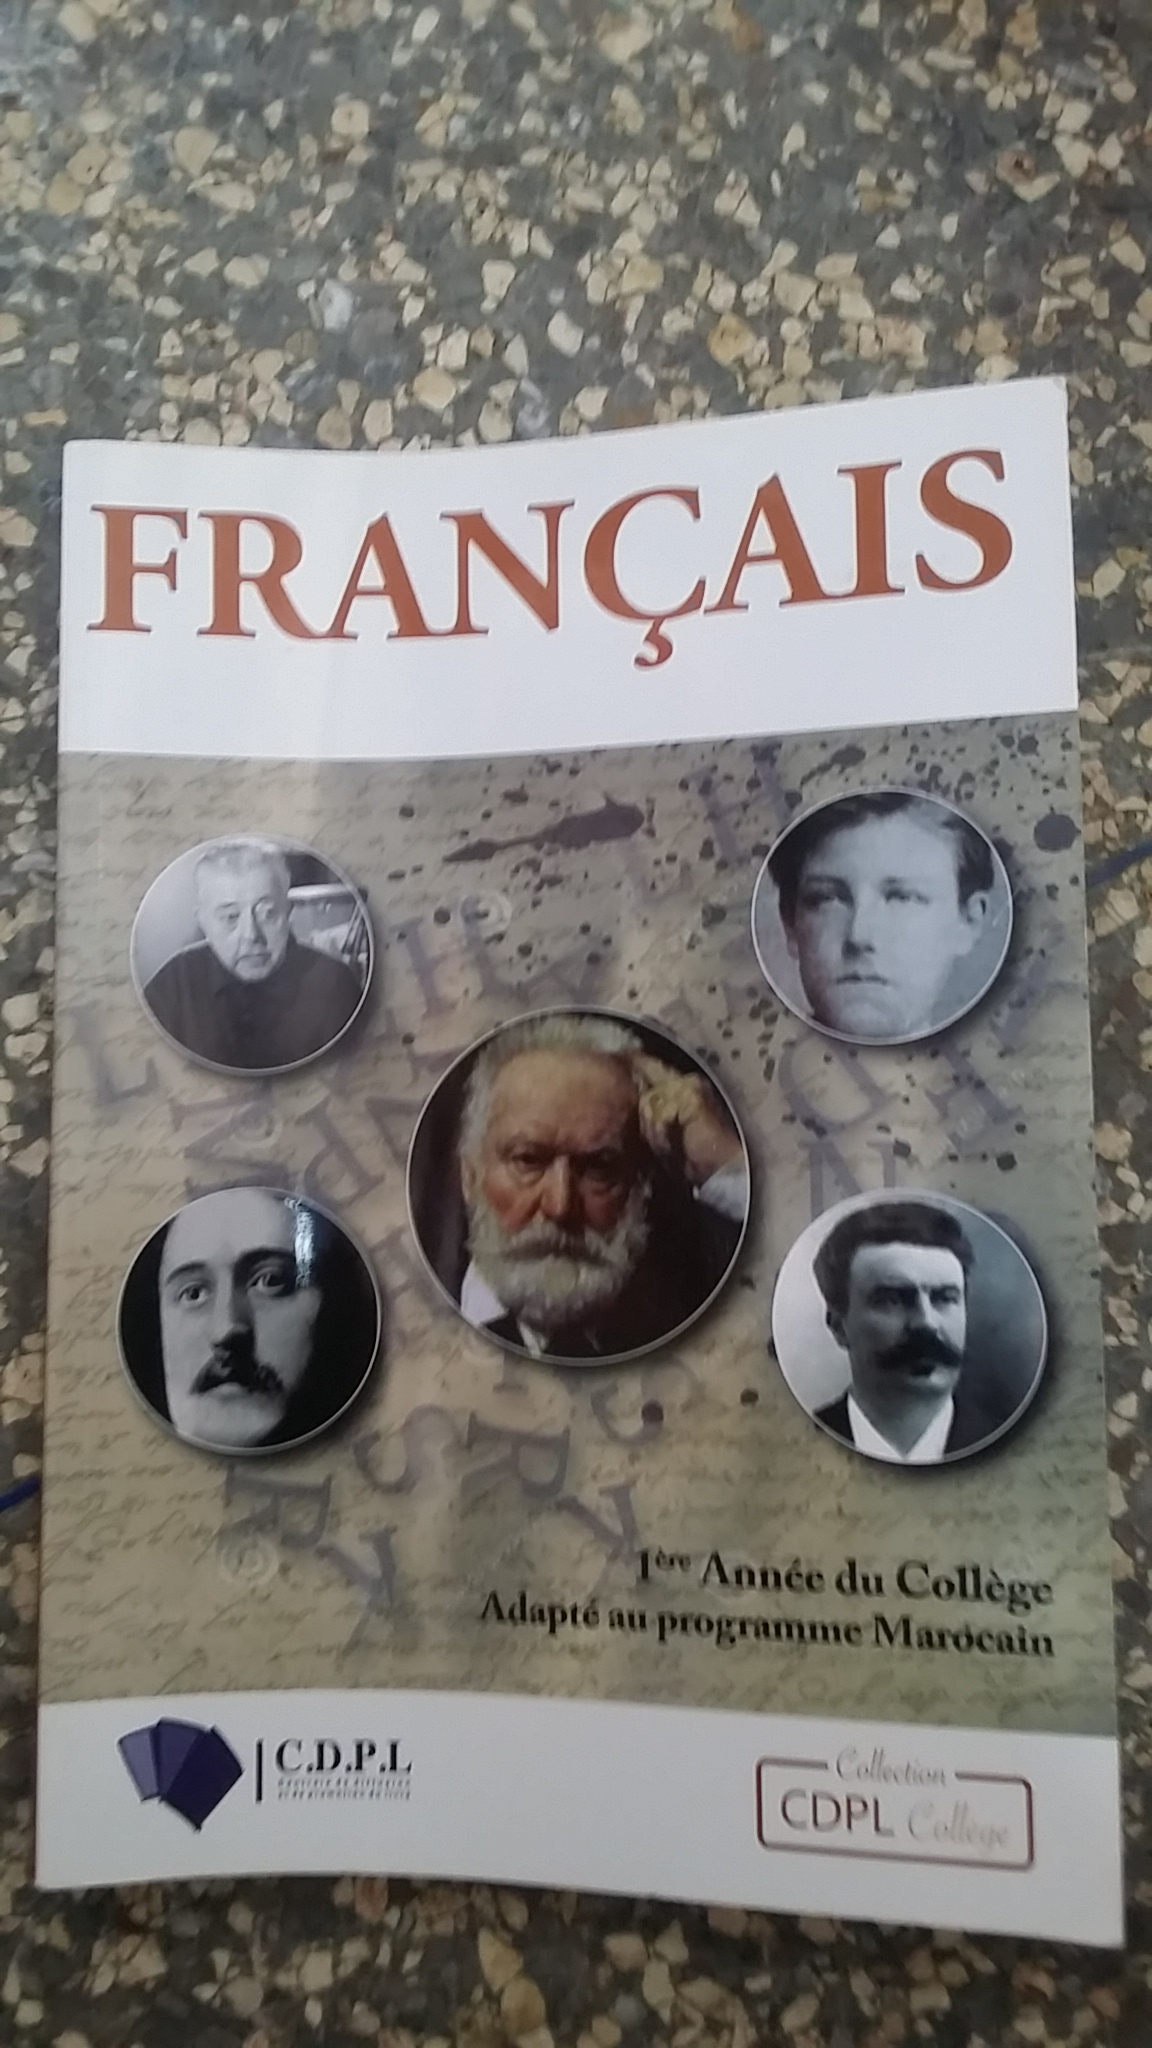 FRANÇAIS
1ère Année du Collège
Adapté au programme Marocain
C.D.P.L
Collection
CDPL Collège